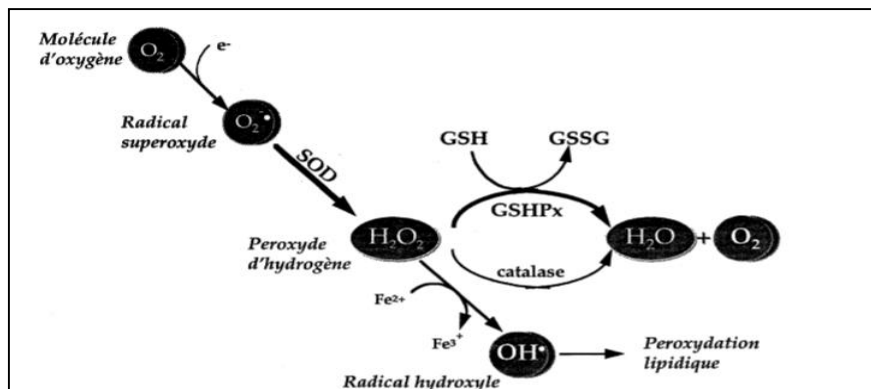 Molécule
d'oxygène
O₂
e-
Radical
superoxyde
O₂⁻•
SOD
GSH
GSSG
GSHPx
Peroxyde
d'hydrogène
H₂O₂
H₂O + O₂
catalase
Fe²⁺
Fe³⁺
OH•
Peroxydation
lipidique
Radical hydroxyle